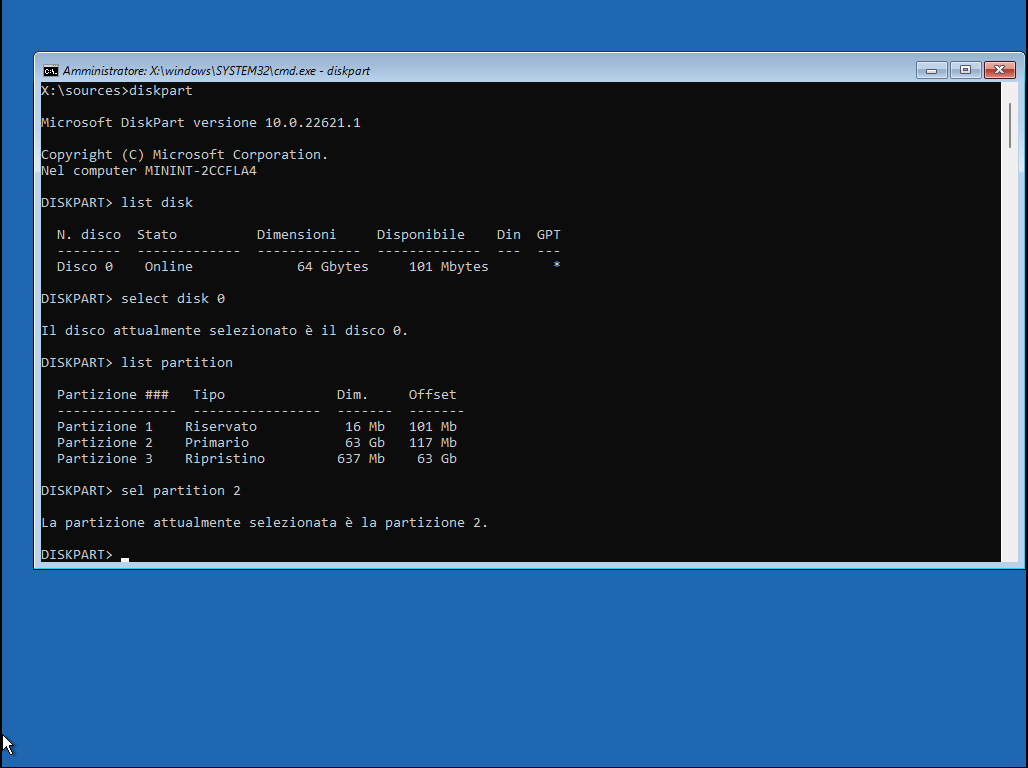 Amministratore: X:\windows\SYSTEM32\cmd.exe - diskpart
X:\sources>diskpart
Microsoft DiskPart versione 10.0.22621.1
Copyright (C) Microsoft Corporation.
Nel computer MININT-2CCFLA4
DISKPART> list disk
  N. disco  Stato          Dimensioni     Disponibile    Din  GPT
  --------  -------------  -------------  -------------  ---  ---
  Disco 0    Online             64 Gbytes     101 Mbytes        *
DISKPART> select disk 0
Il disco attualmente selezionato è il disco 0.
DISKPART> list partition
  Partizione ###   Tipo              Dim.     Offset
  ---------------  ----------------  -------  -------
  Partizione 1    Riservato           16 Mb   101 Mb
  Partizione 2    Primario            63 Gb   117 Mb
  Partizione 3    Ripristino         637 Mb    63 Gb
DISKPART> sel partition 2
La partizione attualmente selezionata è la partizione 2.
DISKPART>